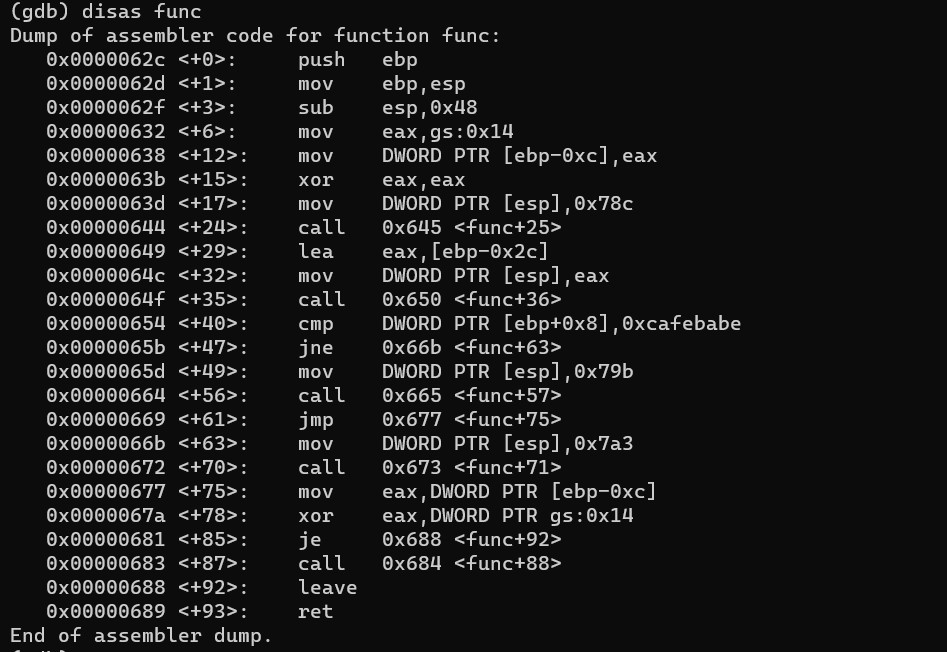 (gdb) disas func
Dump of assembler code for function func:
   0x0000062c <+0>:     push   ebp
   0x0000062d <+1>:     mov    ebp,esp
   0x0000062f <+3>:     sub    esp,0x48
   0x00000632 <+6>:     mov    eax,gs:0x14
   0x00000638 <+12>:    mov    DWORD PTR [ebp-0xc],eax
   0x0000063b <+15>:    xor    eax,eax
   0x0000063d <+17>:    mov    DWORD PTR [esp],0x78c
   0x00000644 <+24>:    call   0x645 <func+25>
   0x00000649 <+29>:    lea    eax,[ebp-0x2c]
   0x0000064c <+32>:    mov    DWORD PTR [esp],eax
   0x0000064f <+35>:    call   0x650 <func+36>
   0x00000654 <+40>:    cmp    DWORD PTR [ebp+0x8],0xcafebabe
   0x0000065b <+47>:    jne    0x66b <func+63>
   0x0000065d <+49>:    mov    DWORD PTR [esp],0x79b
   0x00000664 <+56>:    call   0x665 <func+57>
   0x00000669 <+61>:    jmp    0x677 <func+75>
   0x0000066b <+63>:    mov    DWORD PTR [esp],0x7a3
   0x00000672 <+70>:    call   0x673 <func+71>
   0x00000677 <+75>:    mov    eax,DWORD PTR [ebp-0xc]
   0x0000067a <+78>:    xor    eax,DWORD PTR gs:0x14
   0x00000681 <+85>:    je     0x688 <func+92>
   0x00000683 <+87>:    call   0x684 <func+88>
   0x00000688 <+92>:    leave
   0x00000689 <+93>:    ret
End of assembler dump.